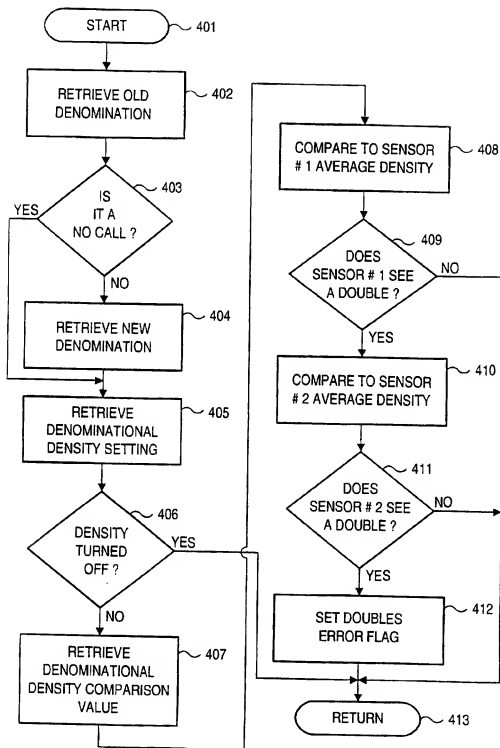 START
401
RETRIEVE OLD
DENOMINATION
402
IS
IT A
NO CALL ?
403
YES
NO
RETRIEVE NEW
DENOMINATION
404
RETRIEVE
DENOMINATIONAL
DENSITY SETTING
405
DENSITY
TURNED
OFF ?
406
YES
NO
RETRIEVE
DENOMINATIONAL
DENSITY COMPARISON
VALUE
407
COMPARE TO SENSOR
# 1 AVERAGE DENSITY
408
DOES
SENSOR # 1 SEE
A DOUBLE ?
409
NO
YES
COMPARE TO SENSOR
# 2 AVERAGE DENSITY
410
DOES
SENSOR # 2 SEE
A DOUBLE ?
411
NO
YES
SET DOUBLES
ERROR FLAG
412
RETURN
413